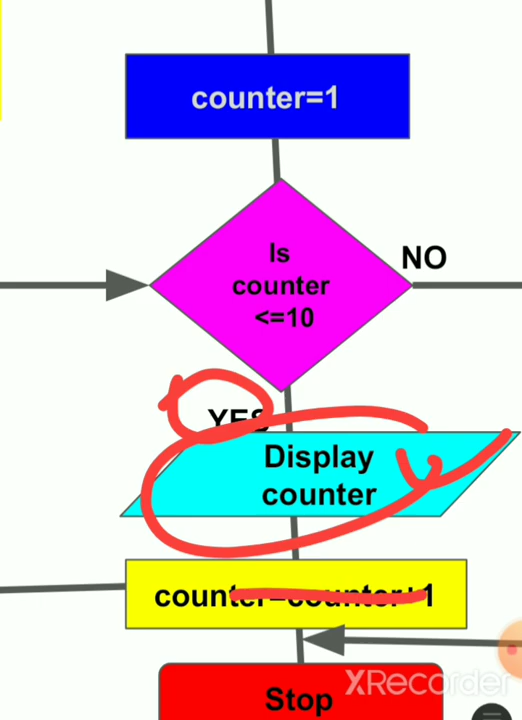 counter=1
Is
counter
<=10
NO
YES
Display
counter
counter=counter+1
Stop
XRecorder